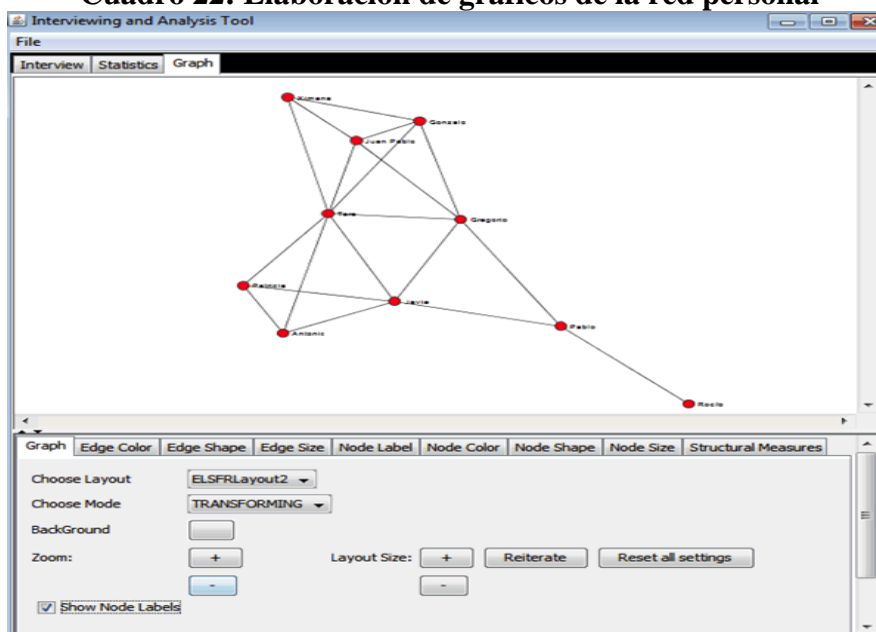 Cuadro 22: Elaboración de gráficos de la red personal
Interviewing and Analysis Tool
File
Interview Statistics Graph
Ximena
Gonzalo
Juan Pablo
Tere
Gregorio
Patricia
Javie
Antonio
Pablo
Rocío
Graph Edge Color Edge Shape Edge Size Node Label Node Color Node Shape Node Size Structural Measures
Choose Layout ELSFRLayout2
Choose Mode TRANSFORMING
BackGround
Zoom: + Layout Size: + Reiterate Reset all settings
- -
Show Node Labels